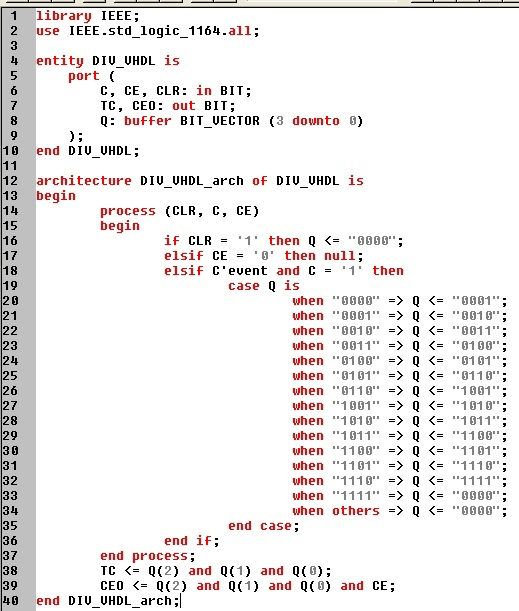 1 library IEEE;
2 use IEEE.std_logic_1164.all;
3
4 entity DIV_VHDL is
5 port (
6 C, CE, CLR: in BIT;
7 TC, CEO: out BIT;
8 Q: buffer BIT_VECTOR (3 downto 0)
9 );
10 end DIV_VHDL;
11
12 architecture DIV_VHDL_arch of DIV_VHDL is
13 begin
14 process (CLR, C, CE)
15 begin
16 if CLR = '1' then Q <= "0000";
17 elsif CE = '0' then null;
18 elsif C'event and C = '1' then
19 case Q is
20 when "0000" => Q <= "0001";
21 when "0001" => Q <= "0010";
22 when "0010" => Q <= "0011";
23 when "0011" => Q <= "0100";
24 when "0100" => Q <= "0101";
25 when "0101" => Q <= "0110";
26 when "0110" => Q <= "1001";
27 when "1001" => Q <= "1010";
28 when "1010" => Q <= "1011";
29 when "1011" => Q <= "1100";
30 when "1100" => Q <= "1101";
31 when "1101" => Q <= "1110";
32 when "1110" => Q <= "1111";
33 when "1111" => Q <= "0000";
34 when others => Q <= "0000";
35 end case;
36 end if;
37 end process;
38 TC <= Q(2) and Q(1) and Q(0);
39 CEO <= Q(2) and Q(1) and Q(0) and CE;
40 end DIV_VHDL_arch;